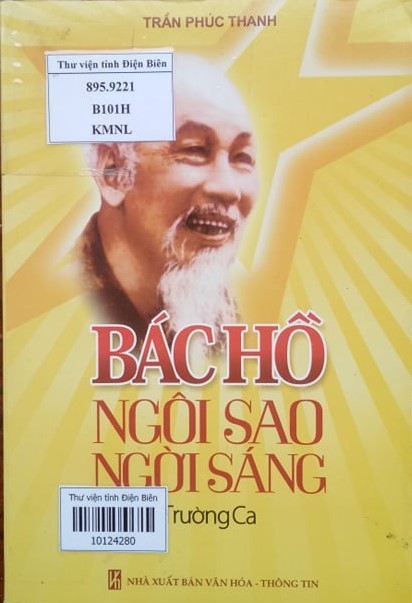 TRẦN PHÚC THANH
Thư viện tỉnh Điện Biên
895.9221
B101H
KMNL
BÁC HỒ
NGÔI SAO
NGỜI SÁNG
Trường Ca
Thư viện tỉnh Điện Biên
10124280
NHÀ XUẤT BẢN VĂN HÓA - THÔNG TIN